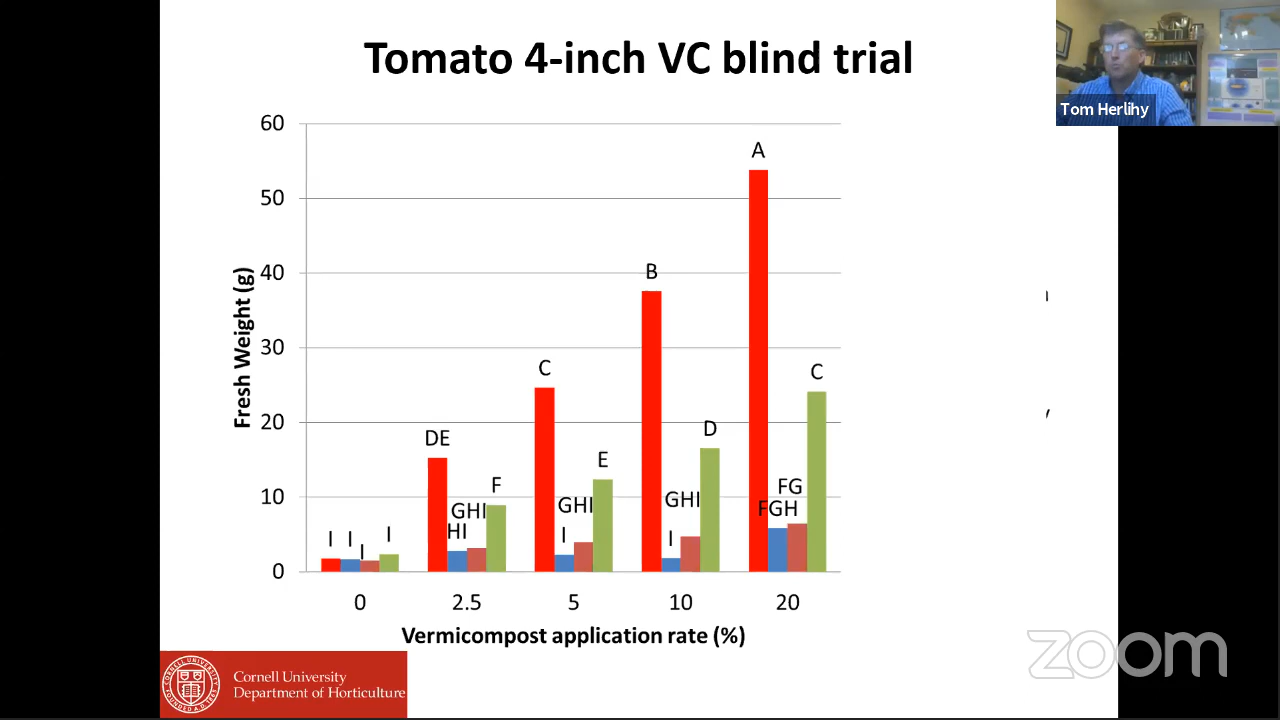 Tomato 4-inch VC blind trial
Tom Herlihy
60
50
40
30
20
10
0
Fresh Weight (g)
A
B
C
C
DE
D
E
F
FG
GHI
GHI
GHI
FGH
HI
I
I
I
I
I
I
0
2.5
5
10
20
Vermicompost application rate (%)
Cornell University
Department of Horticulture
zoom